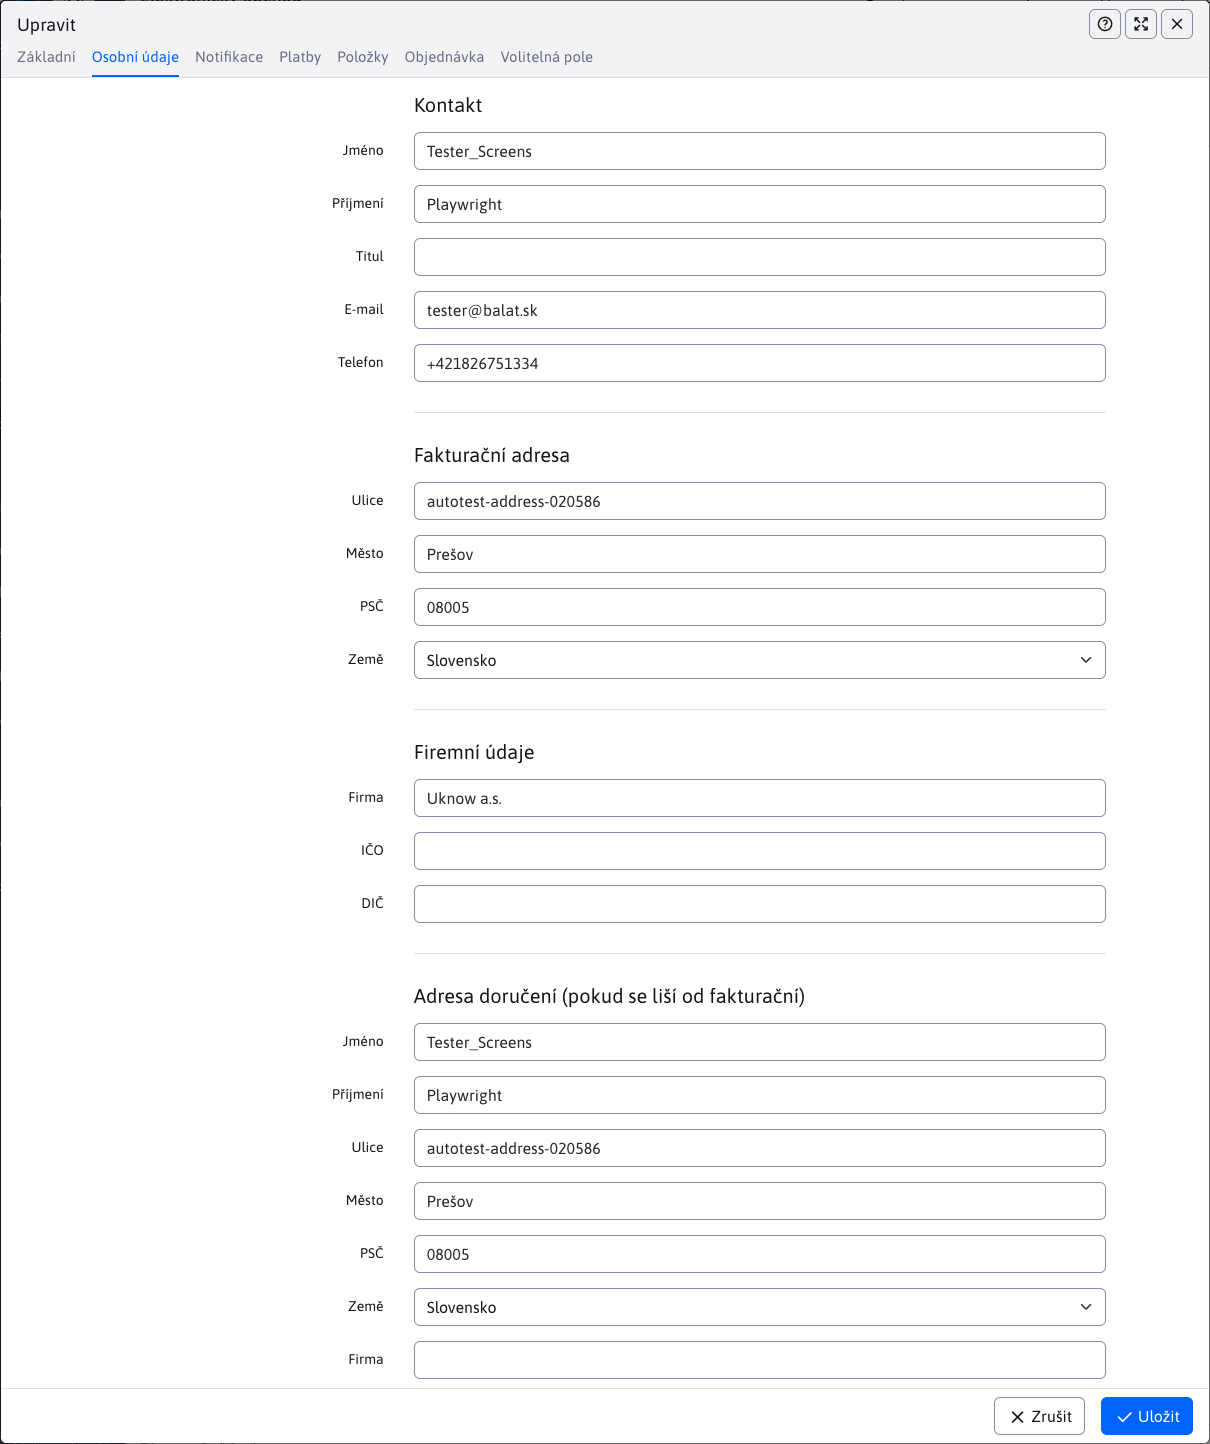 Upravit
Základní Osobní údaje Notifikace Platby Položky Objednávka Volitelná pole
Kontakt
Jméno Tester_Screens
Příjmení Playwright
Titul
E-mail tester@balat.sk
Telefon +421826751334
Fakturační adresa
Ulice autotest-address-020586
Město Prešov
PSČ 08005
Země Slovensko
Firemní údaje
Firma Uknow a.s.
IČO
DIČ
Adresa doručení (pokud se liší od fakturační)
Jméno Tester_Screens
Příjmení Playwright
Ulice autotest-address-020586
Město Prešov
PSČ 08005
Země Slovensko
Firma
Zrušit Uložit